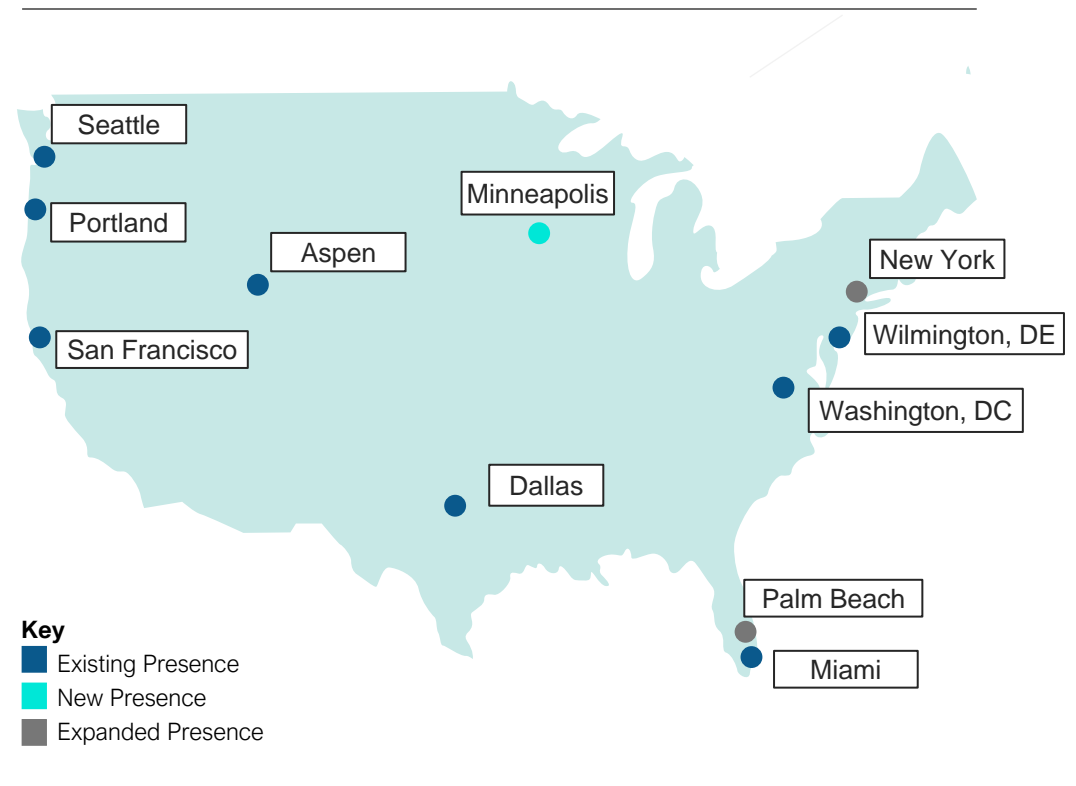 Seattle
Minneapolis
Portland
Aspen
New York
Wilmington, DE
San Francisco
Washington, DC
Dallas
Palm Beach
Miami
Key
Existing Presence
New Presence
Expanded Presence